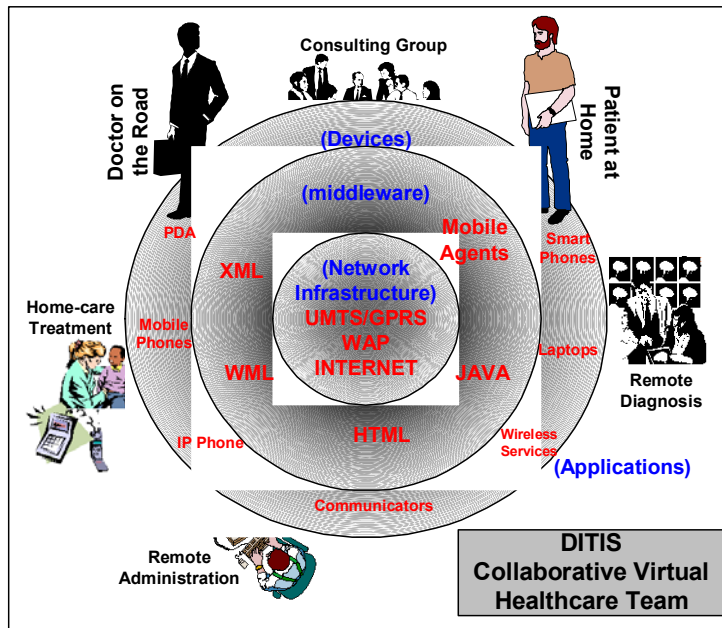 Consulting Group
Doctor on
the Road
Patient at
Home
(Devices)
(middleware)
PDA
Mobile
Agents
Smart
Phones
XML
(Network
Infrastructure)
UMTS/GPRS
WAP
INTERNET
Home-care
Treatment
Mobile
Phones
Laptops
WML
JAVA
Remote
Diagnosis
HTML
IP Phone
Wireless
Services
(Applications)
Communicators
Remote
Administration
DITIS
Collaborative Virtual
Healthcare Team